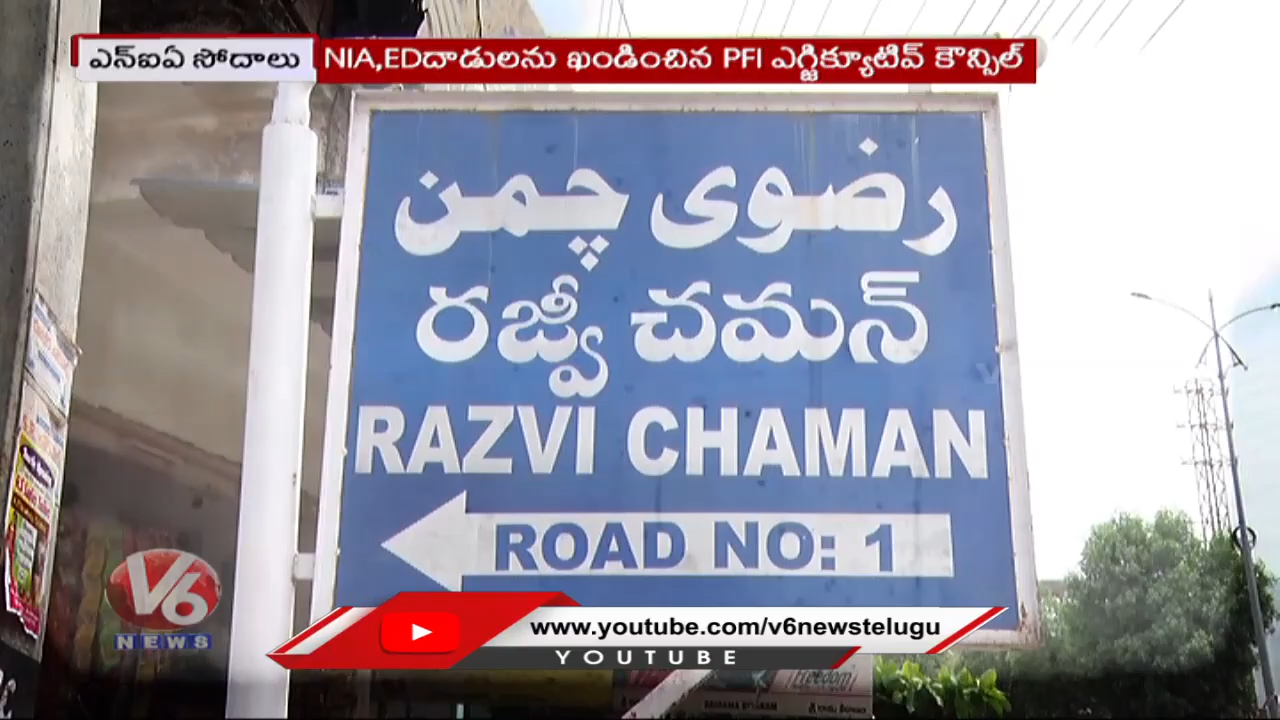 ఎన్ఐఏ సోదాలు
NIA,EDదాడులను ఖండించిన PFI ఎగ్జిక్యూటివ్ కౌన్సిల్
رضوی چمن
రజ్వీ చమన్
RAZVI CHAMAN
ROAD NO: 1
V6
NEWS
www.youtube.com/v6newstelugu
YOUTUBE
Freedom